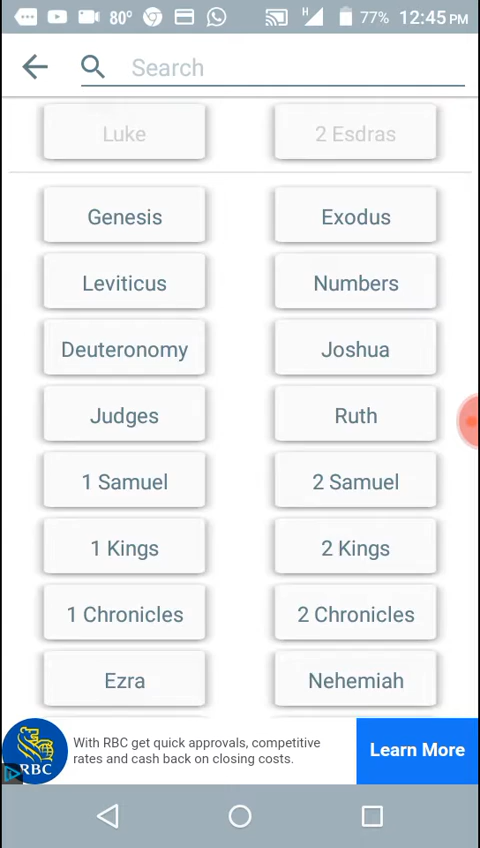 80° H 77% 12:45 PM
Search
Luke 2 Esdras
Genesis Exodus
Leviticus Numbers
Deuteronomy Joshua
Judges Ruth
1 Samuel 2 Samuel
1 Kings 2 Kings
1 Chronicles 2 Chronicles
Ezra Nehemiah
With RBC get quick approvals, competitive
rates and cash back on closing costs.
Learn More
RBC